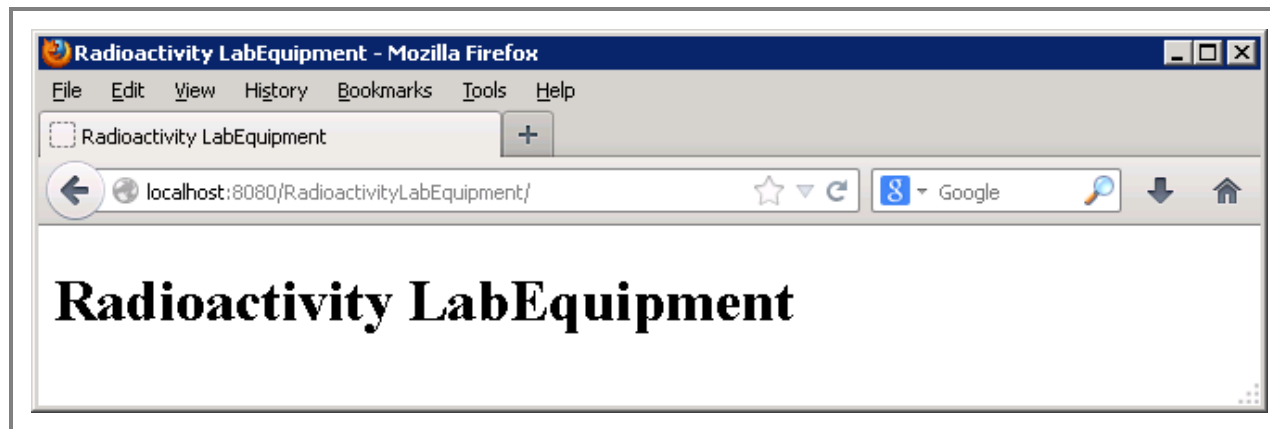 Radioactivity LabEquipment - Mozilla Firefox
File Edit View History Bookmarks Tools Help
Radioactivity LabEquipment +
localhost:8080/RadioactivityLabEquipment/ 8 Google
Radioactivity LabEquipment